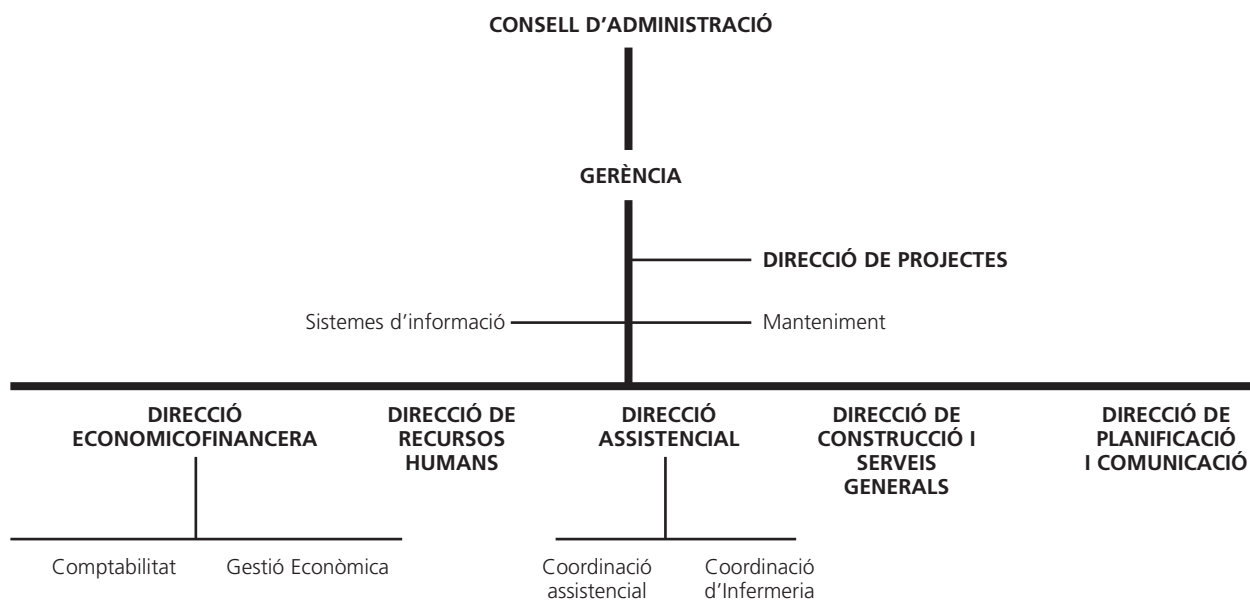 CONSELL D’ADMINISTRACIÓ
GERÈNCIA
DIRECCIÓ DE PROJECTES
Sistemes d’informació
Manteniment
DIRECCIÓ
ECONOMICOFINANCERA
DIRECCIÓ DE
RECURSOS
HUMANS
DIRECCIÓ
ASSISTENCIAL
DIRECCIÓ DE
CONSTRUCCIÓ I
SERVEIS
GENERALS
DIRECCIÓ DE
PLANIFICACIÓ
I COMUNICACIÓ
Comptabilitat
Gestió Econòmica
Coordinació
assistencial
Coordinació
d’Infermeria